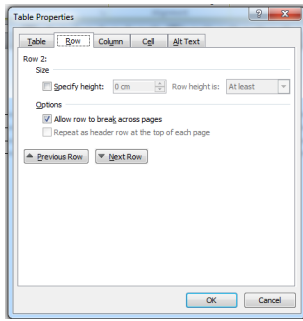 Table Properties
Table Row Column Cell Alt Text
Row 2:
Size
Specify height: 0 cm Row height is: At least
Options
Allow row to break across pages
Repeat as header row at the top of each page
Previous Row Next Row
OK Cancel